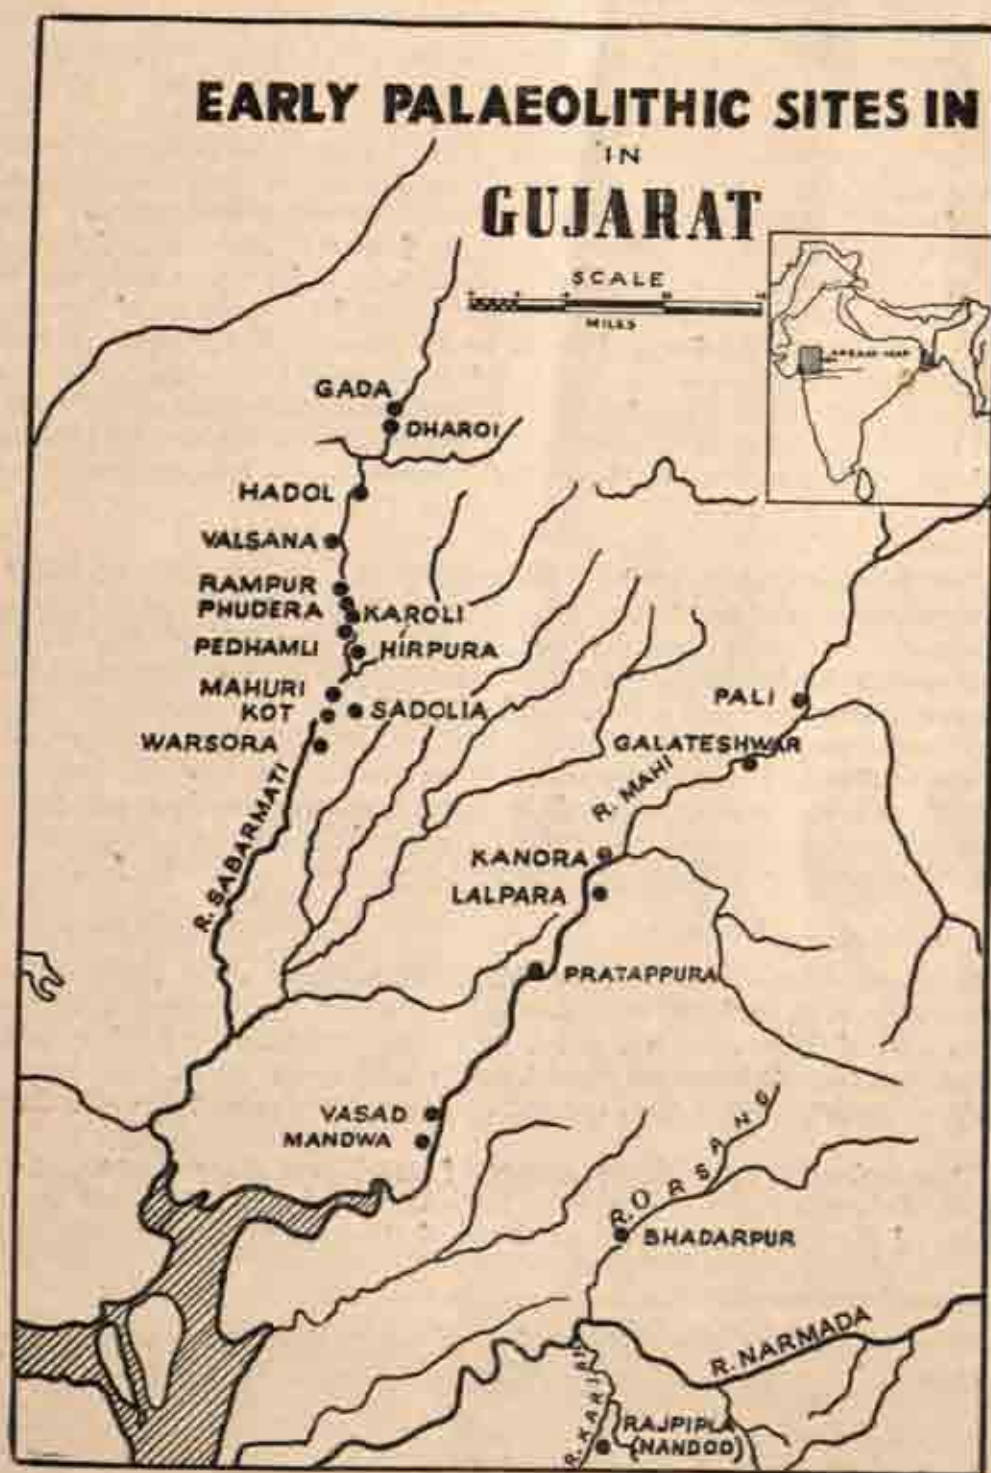 EARLY PALAEOLITHIC SITES IN
IN
GUJARAT
SCALE
MILES
GADA
DHAROI
HADOL
VALSANA
RAMPUR
PHUDERA
KAROLI
PEDHAMLI
HIRPURA
MAHURI
KOT
SADOLIA
WARSORA
PALI
GALATESHWAR
R. MAHI
R. SABARMATI
KANORA
LALPARA
PRATAPPURA
VASAD
MANDWA
R. ORSANG
BHADARPUR
R. NARMADA
RAJPIPLA
(NANDOD)